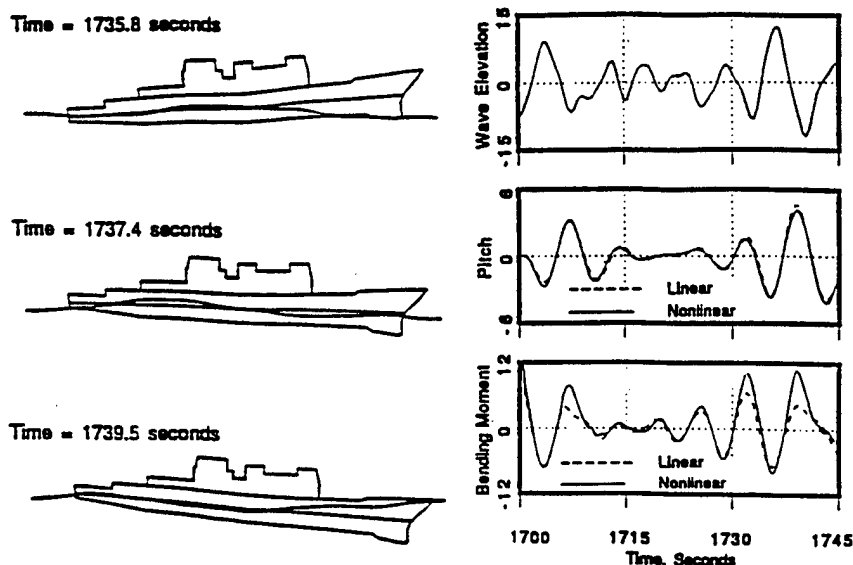 Time = 1735.8 seconds
Time = 1737.4 seconds
Time = 1739.5 seconds
Wave Elevation
15
0
-15
Pitch
6
0
-6
Linear
Nonlinear
Bending Moment
12
0
-12
Linear
Nonlinear
1700 1715 1730 1745
Time, Seconds